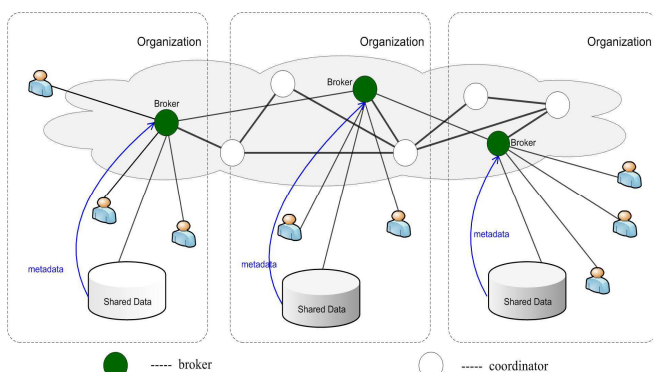 Organization
Organization
Organization
Broker
Broker
Broker
metadata
metadata
metadata
Shared Data
Shared Data
Shared Data
----- broker
----- coordinator